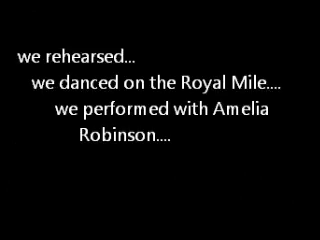 we rehearsed...
we danced on the Royal Mile....
we performed with Amelia
Robinson....